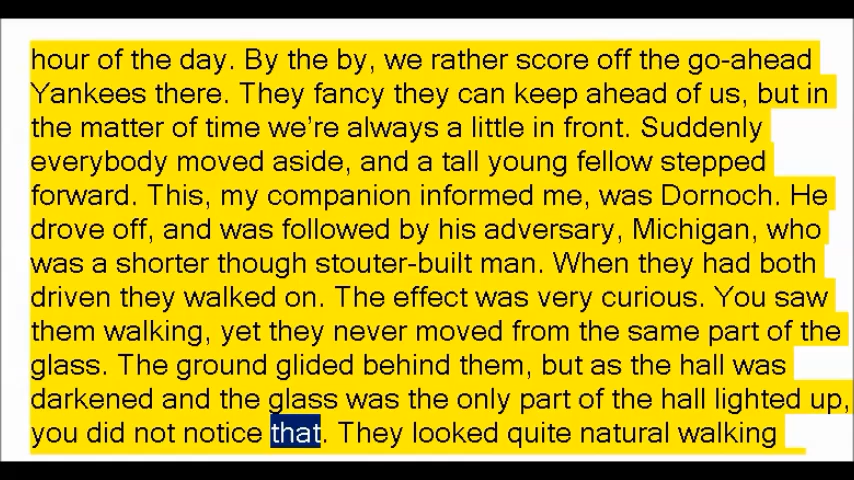 hour of the day. By the by, we rather score off the go-ahead
Yankees there. They fancy they can keep ahead of us, but in
the matter of time we're always a little in front. Suddenly
everybody moved aside, and a tall young fellow stepped
forward. This, my companion informed me, was Dornoch. He
drove off, and was followed by his adversary, Michigan, who
was a shorter though stouter-built man. When they had both
driven they walked on. The effect was very curious. You saw
them walking, yet they never moved from the same part of the
glass. The ground glided behind them, but as the hall was
darkened and the glass was the only part of the hall lighted up,
you did not notice that. They looked quite natural walking